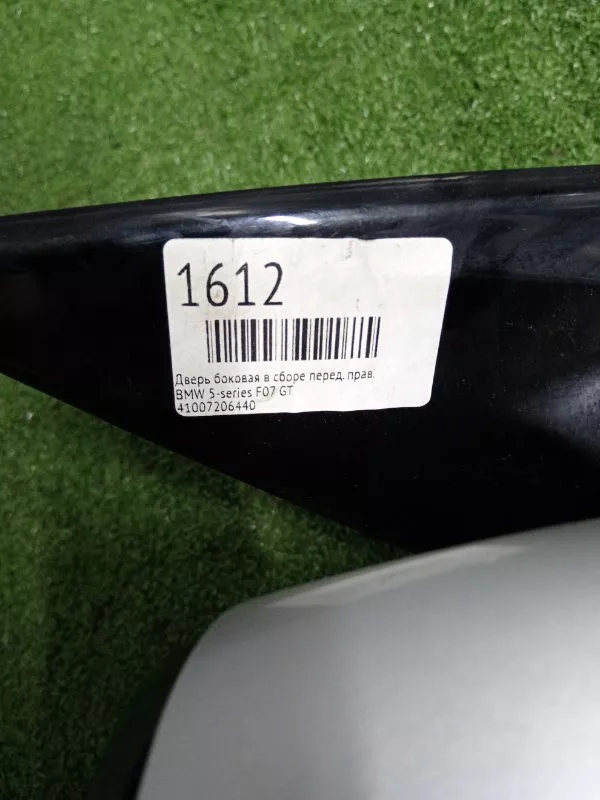 1612
Дверь боковая в сборе перед. прав.
BMW 5-series F07 GT
41007206440